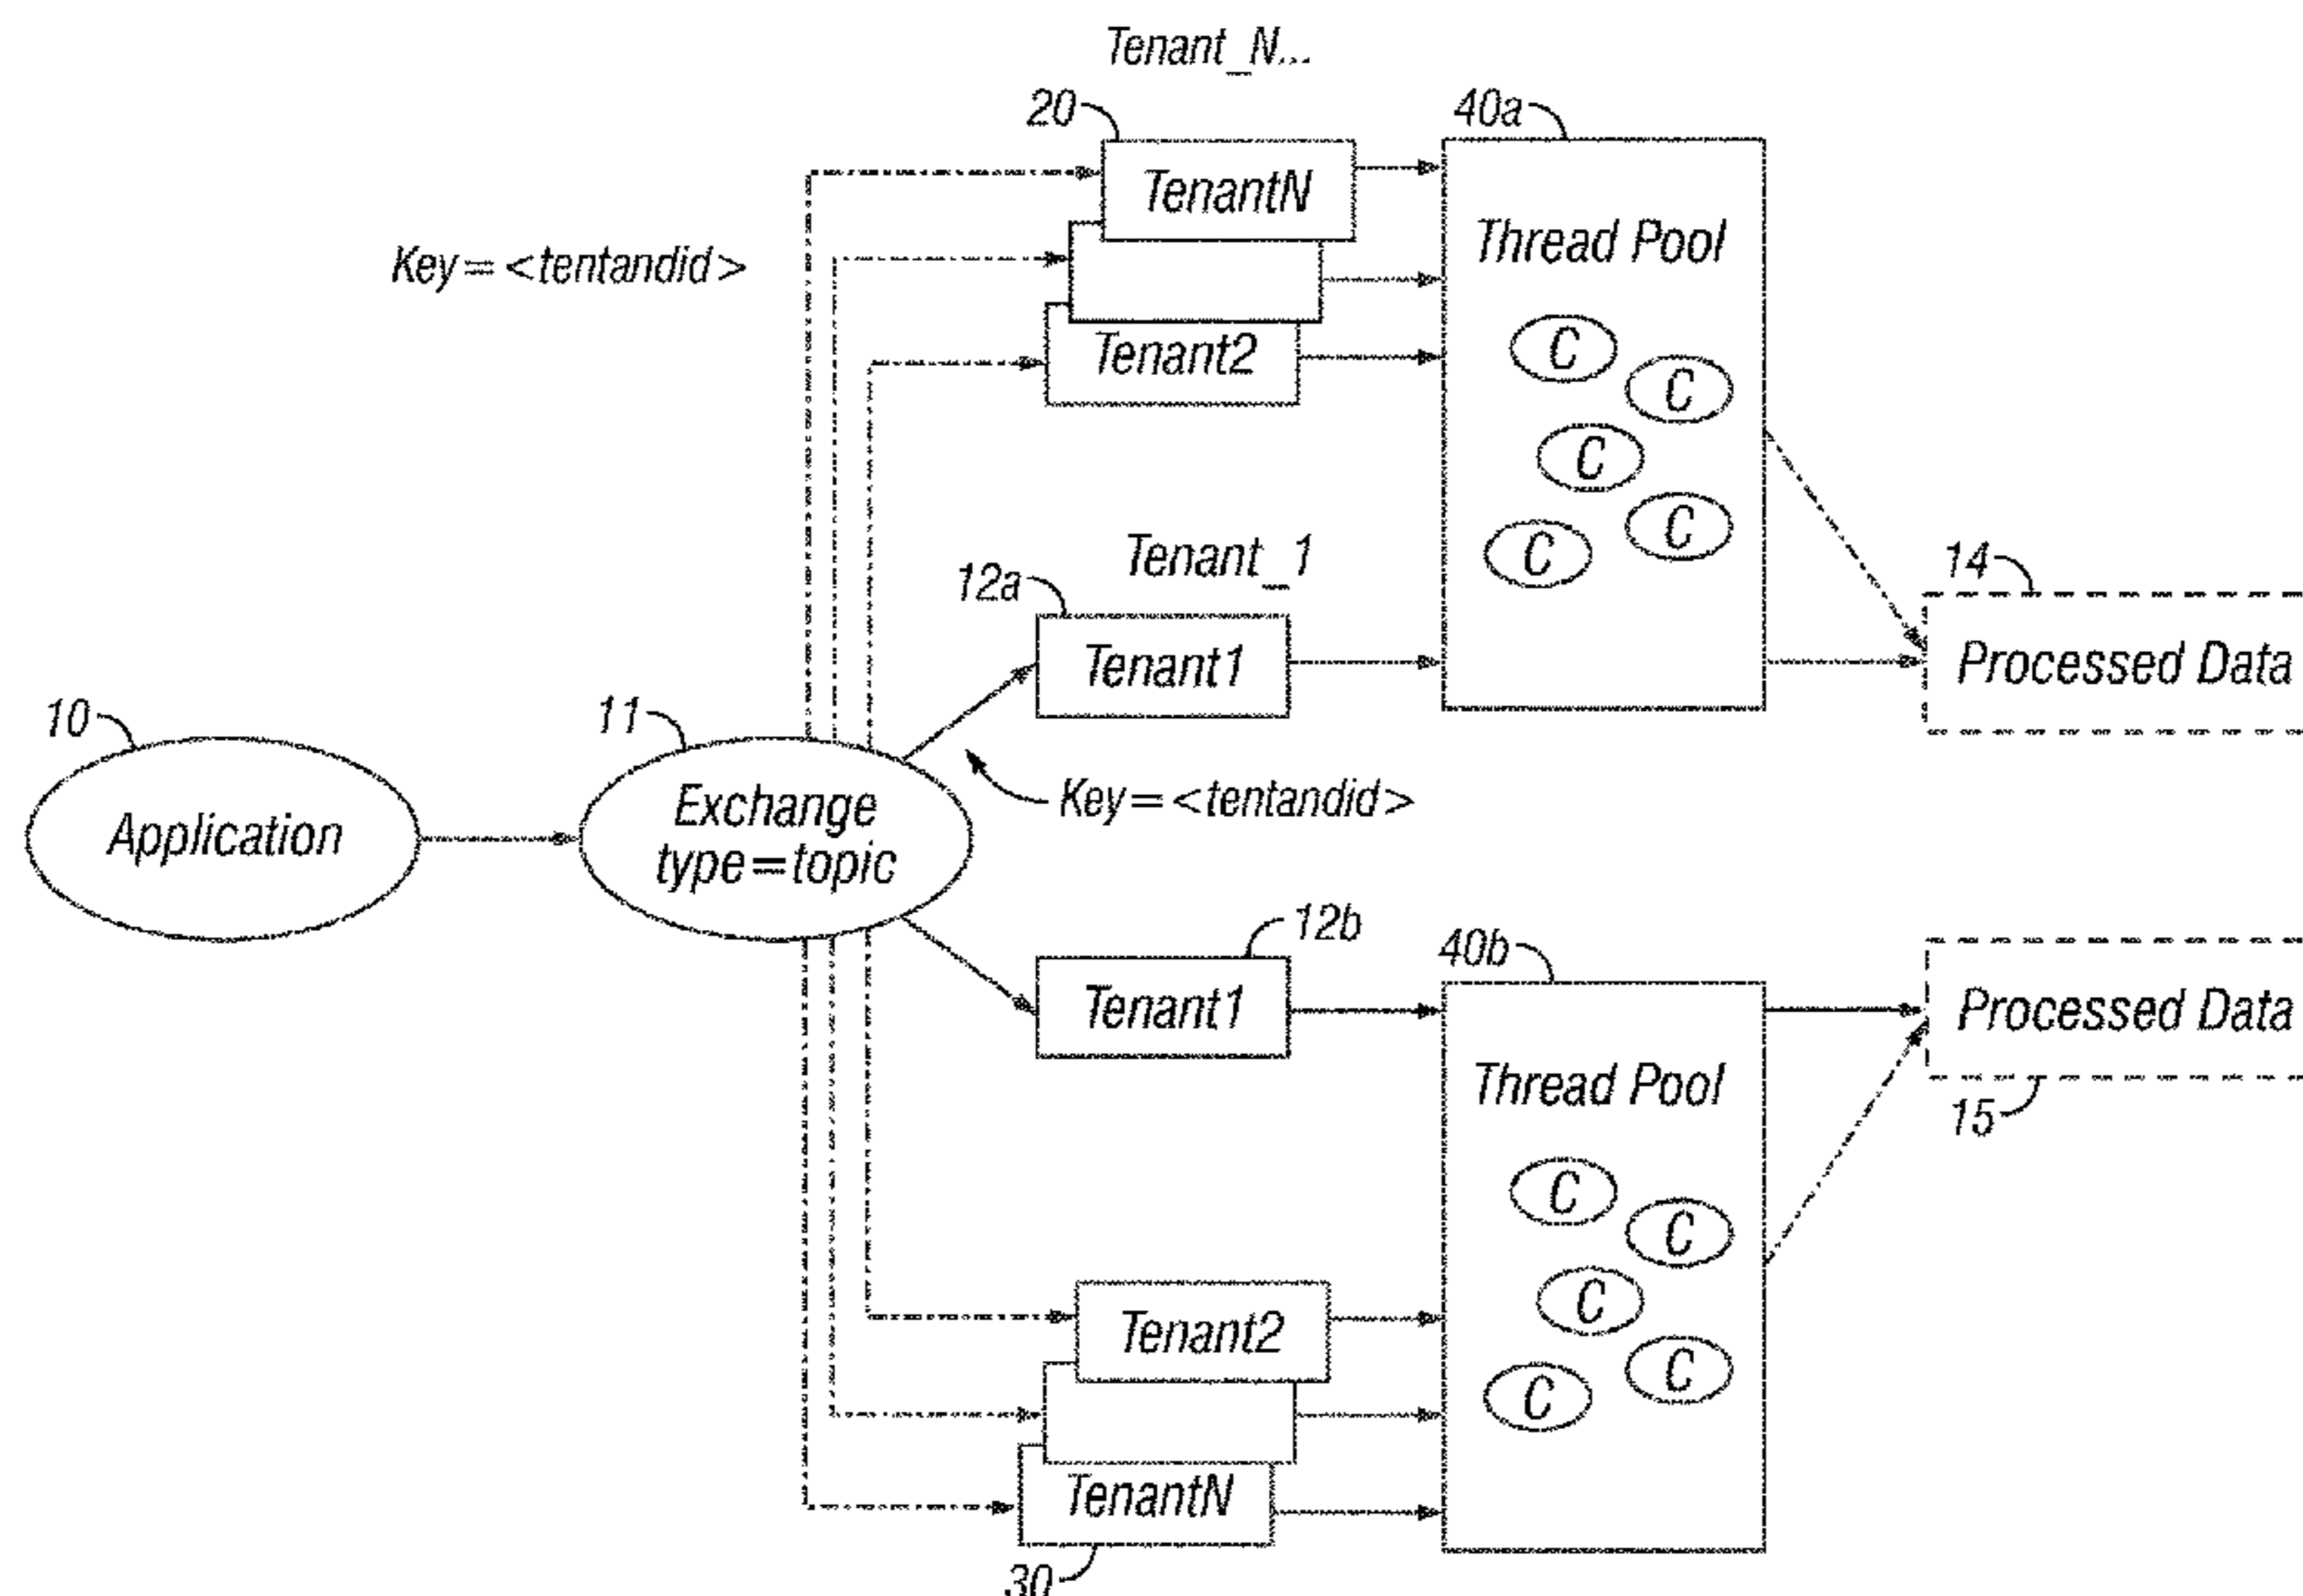 Tenant_N...
20
40a
TenantN
Key=<tentandid>
Thread Pool
Tenant2
C
C
C
C
C
Tenant_1
12a
14
Tenant1
Processed Data
10
11
Key=<tentandid>
Application
Exchange
type=topic
12b
40b
Tenant1
Processed Data
Thread Pool
15
C
C
C
C
C
Tenant2
TenantN
30